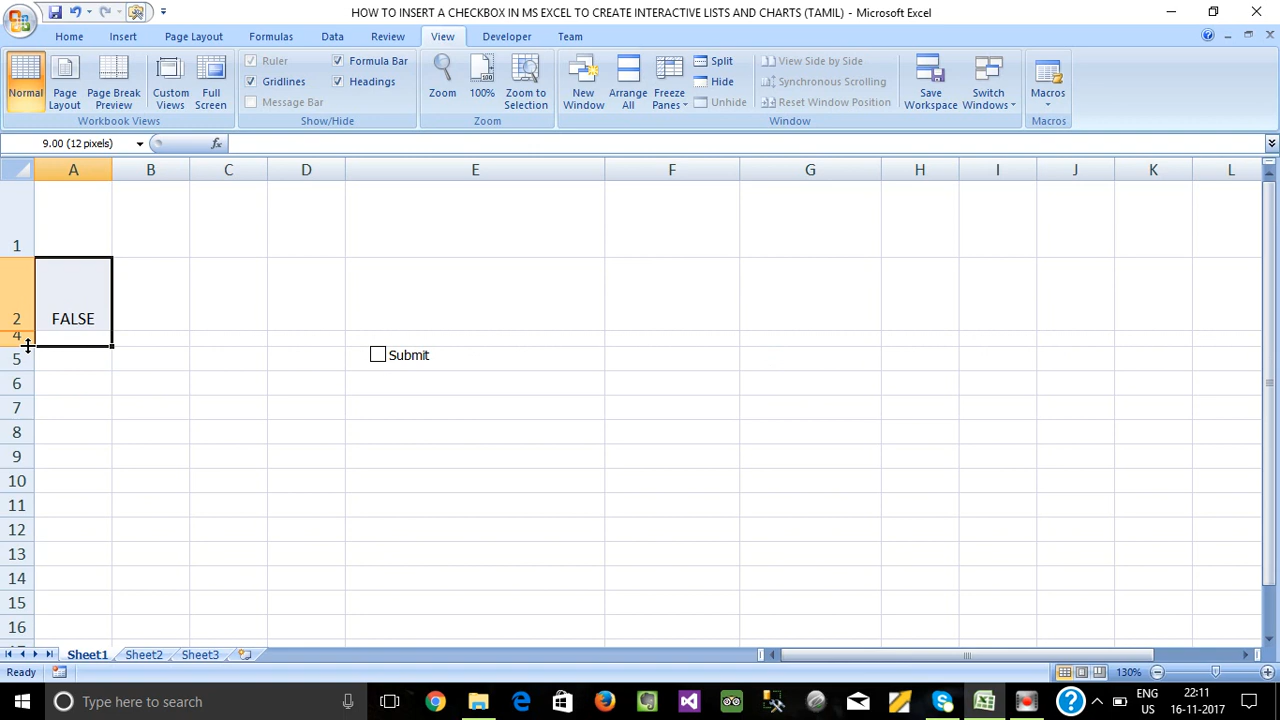 HOW TO INSERT A CHECKBOX IN MS EXCEL TO CREATE INTERACTIVE LISTS AND CHARTS (TAMIL) - Microsoft Excel
Home Insert Page Layout Formulas Data Review View Developer Team
Normal Page Layout Page Break Preview Custom Views Full Screen
Workbook Views
Ruler Formula Bar
Gridlines Headings
Message Bar
Show/Hide
Zoom 100% Zoom to Selection
Zoom
New Window Arrange All Freeze Panes
Split
Hide
Unhide
View Side by Side
Synchronous Scrolling
Reset Window Position
Save Workspace Switch Windows
Window
Macros
Macros
9.00 (12 pixels) fx
A B C D E F G H I J K L
1
2 FALSE
4
5 Submit
6
7
8
9
10
11
12
13
14
15
16
Sheet1 Sheet2 Sheet3
Ready 130%
Type here to search
ENG 22:11
US 16-11-2017